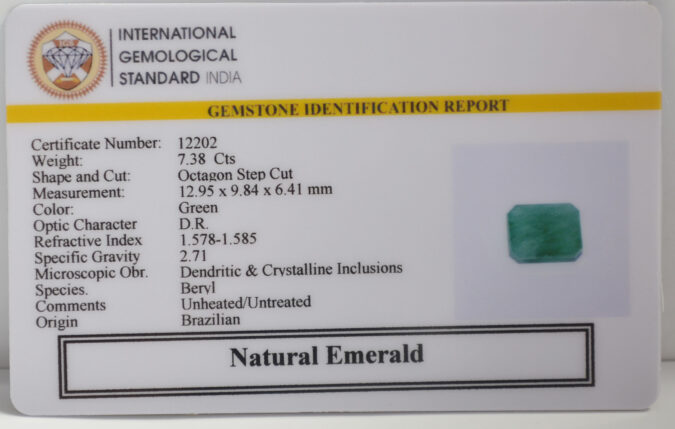 INTERNATIONAL
GEMOLOGICAL
STANDARD INDIA
GEMSTONE IDENTIFICATION REPORT
Certificate Number: 12202
Weight: 7.38 Cts
Shape and Cut: Octagon Step Cut
Measurement: 12.95 x 9.84 x 6.41 mm
Color: Green
Optic Character D.R.
Refractive Index 1.578-1.585
Specific Gravity 2.71
Microscopic Obr. Dendritic & Crystalline Inclusions
Species. Beryl
Comments Unheated/Untreated
Origin Brazilian
Natural Emerald